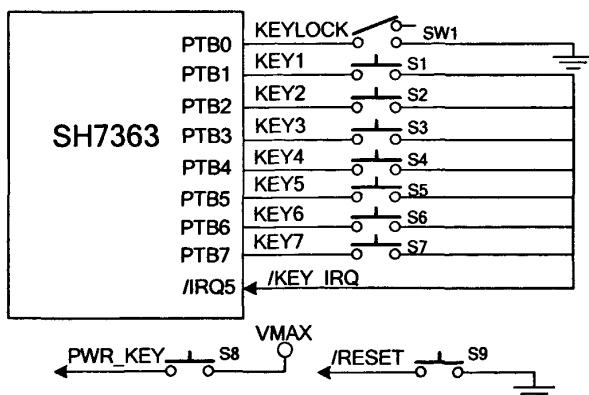 PTB0 KEYLOCK SW1
PTB1 KEY1 S1
PTB2 KEY2 S2
SH7363 PTB3 KEY3 S3
PTB4 KEY4 S4
PTB5 KEY5 S5
PTB6 KEY6 S6
PTB7 KEY7 S7
/IRQ5 /KEY_IRQ
VMAX
PWR_KEY S8 /RESET S9